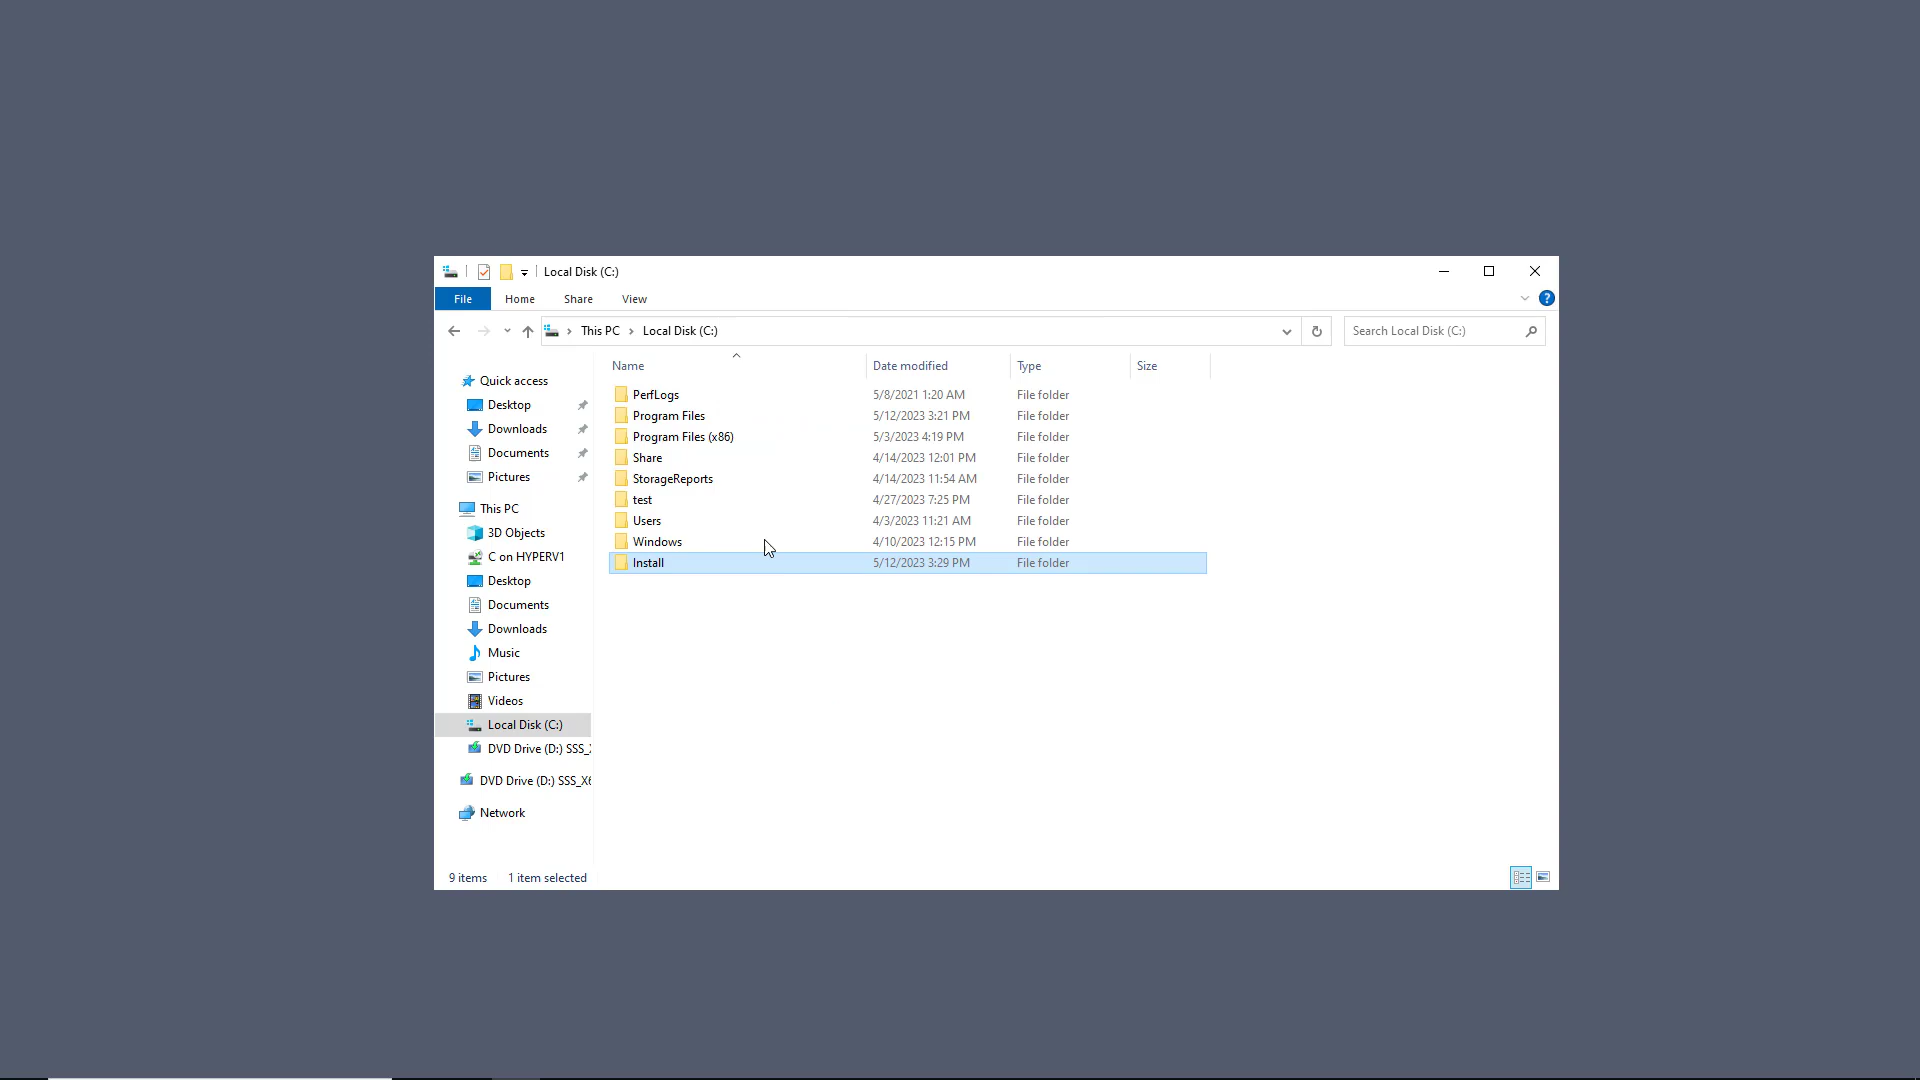 Local Disk (C:)
File Home Share View
This PC Local Disk (C:)
Search Local Disk (C:)
Name Date modified Type Size
Quick access
Desktop
Downloads
Documents
Pictures
This PC
3D Objects
C on HYPERV1
Desktop
Documents
Downloads
Music
Pictures
Videos
Local Disk (C:)
DVD Drive (D:) SSS_
DVD Drive (D:) SSS_X6
Network
PerfLogs 5/8/2021 1:20 AM File folder
Program Files 5/12/2023 3:21 PM File folder
Program Files (x86) 5/3/2023 4:19 PM File folder
Share 4/14/2023 12:01 PM File folder
StorageReports 4/14/2023 11:54 AM File folder
test 4/27/2023 7:25 PM File folder
Users 4/3/2023 11:21 AM File folder
Windows 4/10/2023 12:15 PM File folder
Install 5/12/2023 3:29 PM File folder
9 items 1 item selected